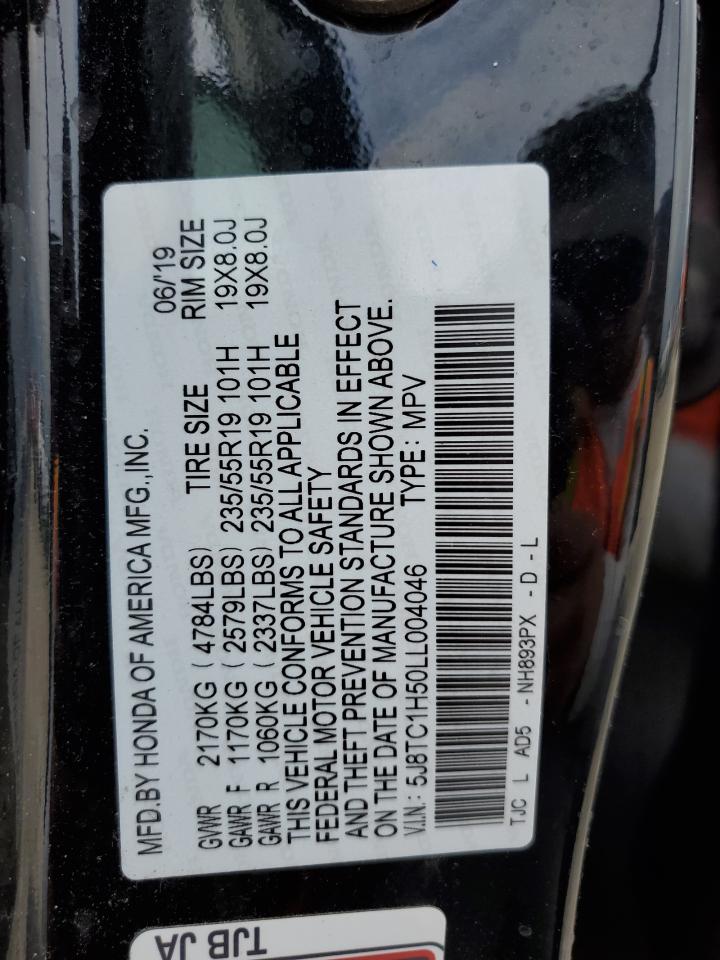 MFD.BY HONDA OF AMERICA MFG.,INC. 06/'19
GVWR 2170KG ( 4784LBS) TIRE SIZE RIM SIZE
GAWR F 1170KG ( 2579LBS) 235/55R19 101H 19X8.0J
GAWR R 1060KG ( 2337LBS) 235/55R19 101H 19X8.0J
THIS VEHICLE CONFORMS TO ALL APPLICABLE
FEDERAL MOTOR VEHICLE SAFETY
AND THEFT PREVENTION STANDARDS IN EFFECT
ON THE DATE OF MANUFACTURE SHOWN ABOVE.
V.I.N.: 5J8TC1H50LL004046 TYPE: MPV
TJC L AD5 -NH893PX -D-L
TJB JA